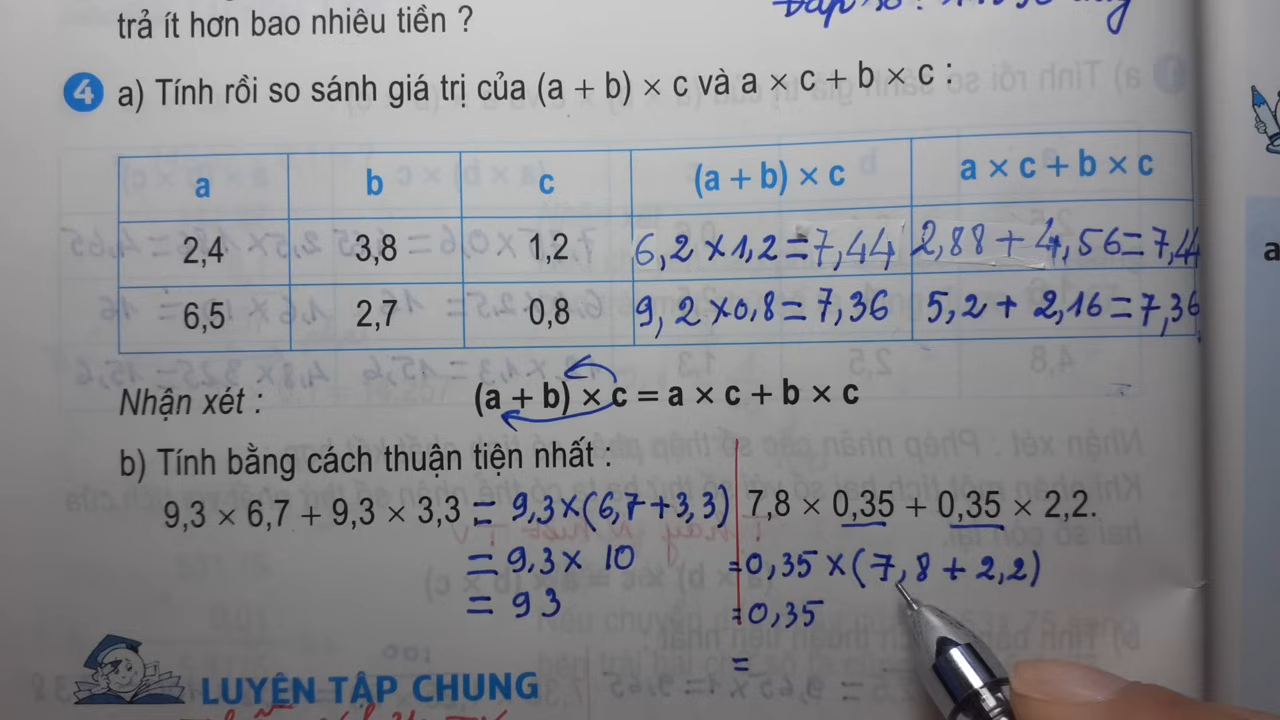 trả ít hơn bao nhiêu tiền ?
4 a) Tính rồi so sánh giá trị của (a + b) × c và a × c + b × c :
a b c (a + b) × c a × c + b × c
2,4 3,8 1,2 6,2 × 1,2 = 7,44 2,88 + 4,56 = 7,44
6,5 2,7 0,8 9,2 × 0,8 = 7,36 5,2 + 2,16 = 7,36
Nhận xét : (a + b) × c = a × c + b × c
b) Tính bằng cách thuận tiện nhất :
9,3 × 6,7 + 9,3 × 3,3 = 9,3 × (6,7 + 3,3)
= 9,3 × 10
= 93
7,8 × 0,35 + 0,35 × 2,2.
= 0,35 × (7,8 + 2,2)
= 0,35
=
LUYỆN TẬP CHUNG